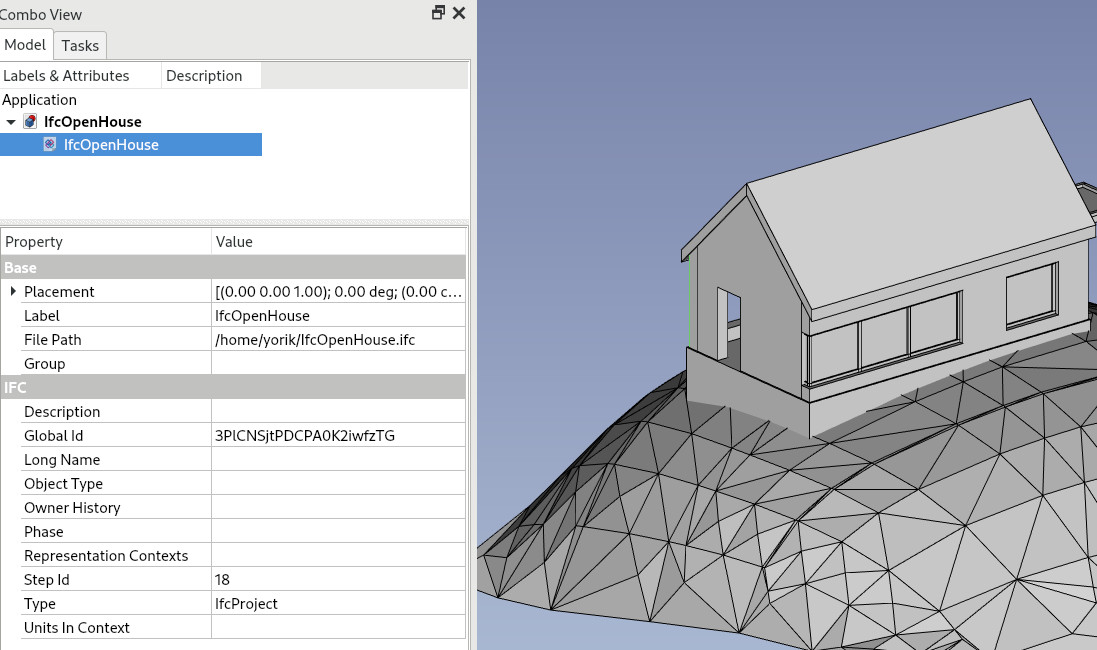 Combo View
Model Tasks
Labels & Attributes Description
Application
IfcOpenHouse
IfcOpenHouse
Property Value
Base
Placement [(0.00 0.00 1.00); 0.00 deg; (0.00 c...
Label IfcOpenHouse
File Path /home/yorik/IfcOpenHouse.ifc
Group
IFC
Description
Global Id 3PlCNSjtPDCPA0K2iwfzTG
Long Name
Object Type
Owner History
Phase
Representation Contexts
Step Id 18
Type IfcProject
Units In Context